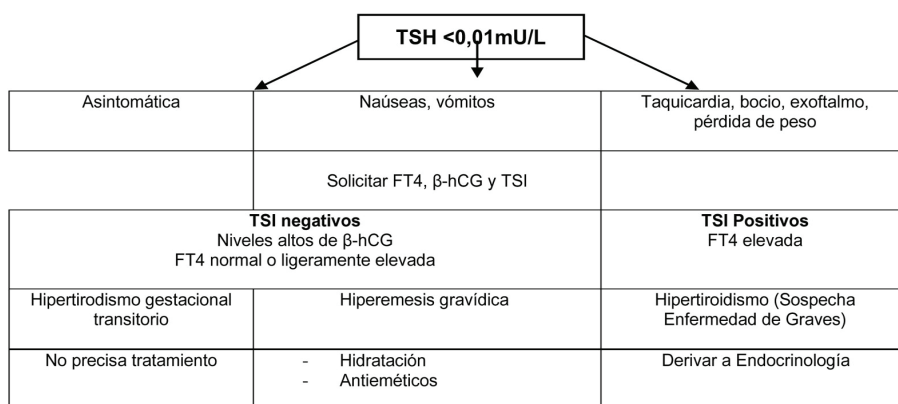 TSH <0,01mU/L
Asintomática
Naúseas, vómitos
Taquicardia, bocio, exoftalmo,
pérdida de peso
Solicitar FT4, β-hCG y TSI
TSI negativos
Niveles altos de β-hCG
FT4 normal o ligeramente elevada
TSI Positivos
FT4 elevada
Hipertirodismo gestacional
transitorio
Hiperemesis gravídica
Hipertiroidismo (Sospecha
Enfermedad de Graves)
No precisa tratamiento
- Hidratación
- Antieméticos
Derivar a Endocrinología